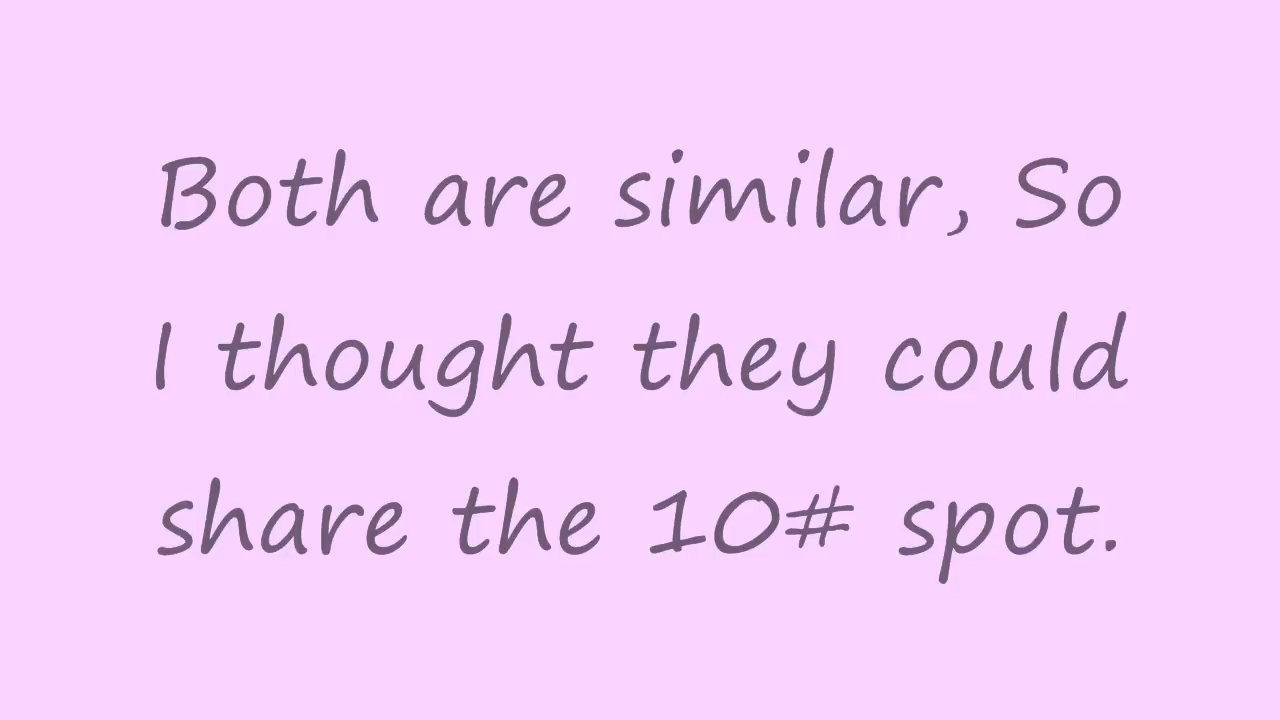 Both are similar, So
I thought they could
share the 10# spot.